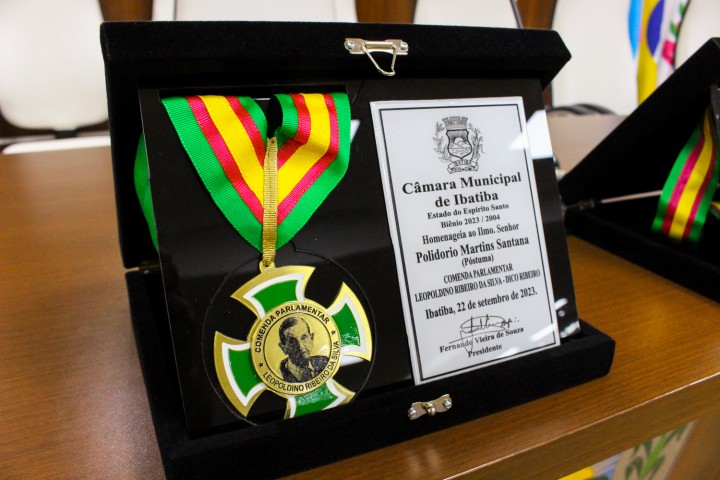 COMENDA PARLAMENTAR
LEOPOLDINO RIBEIRO DA SILVA
Câmara Municipal
de Ibatiba
Estado do Espírito Santo
Biênio 2023 / 2004
Homenageia ao Ilmo. Senhor
Polidorio Martins Santana
(Póstuma)
COMENDA PARLAMENTAR
LEOPOLDINO RIBEIRO DA SILVA - DICO RIBEIRO
Ibatiba, 22 de setembro de 2023.
Fernando Vieira de Souza
Presidente